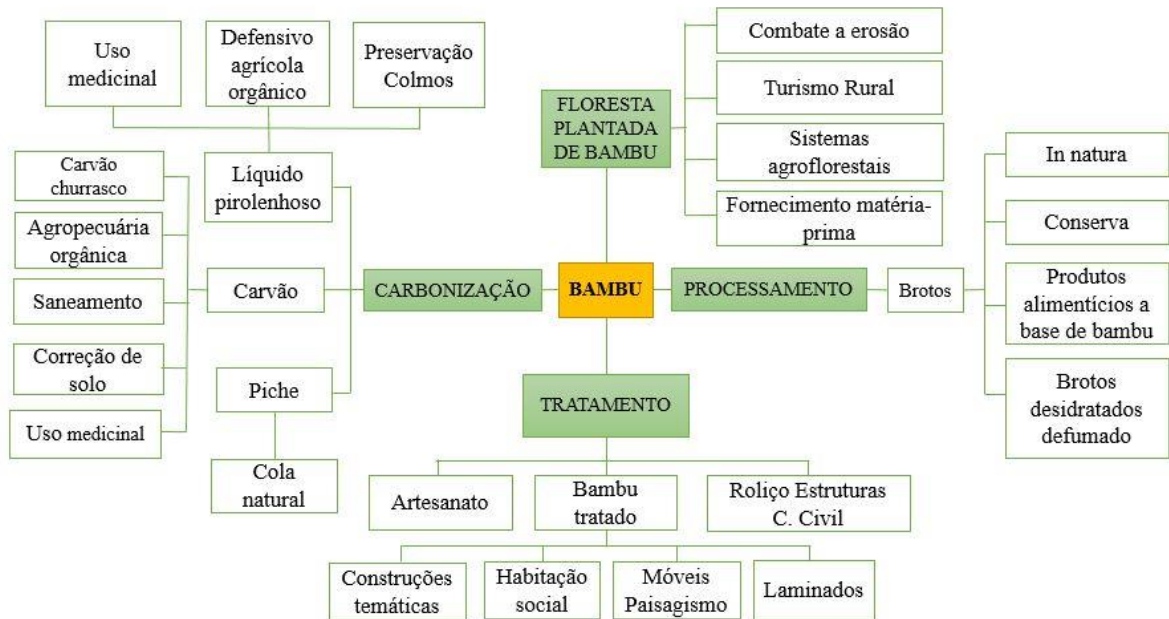 Uso
medicinal
Defensivo
agrícola
orgânico
Preservação
Colmos
Líquido
pirolenhoso
Carvão
churrasco
Agropecuária
orgânica
Saneamento
Correção de
solo
Uso medicinal
Carvão
Piche
Cola
natural
CARBONIZAÇÃO
BAMBU
FLORESTA
PLANTADA
DE BAMBU
Combate a erosão
Turismo Rural
Sistemas
agroflorestais
Fornecimento matéria-
prima
PROCESSAMENTO
Brotos
In natura
Conserva
Produtos
alimentícios a
base de bambu
Brotos
desidratados
defumado
TRATAMENTO
Artesanato
Bambu
tratado
Roliço Estruturas
C. Civil
Construções
temáticas
Habitação
social
Móveis
Paisagismo
Laminados